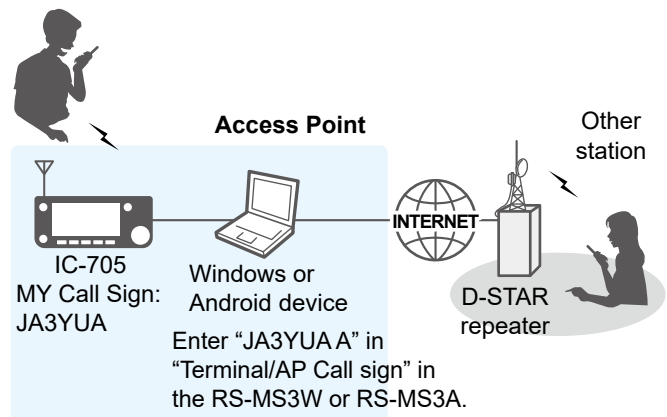 Access Point
Other
station
INTERNET
IC-705
MY Call Sign:
JA3YUA
Windows or
Android device
D-STAR
repeater
Enter “JA3YUA A” in
“Terminal/AP Call sign” in
the RS-MS3W or RS-MS3A.